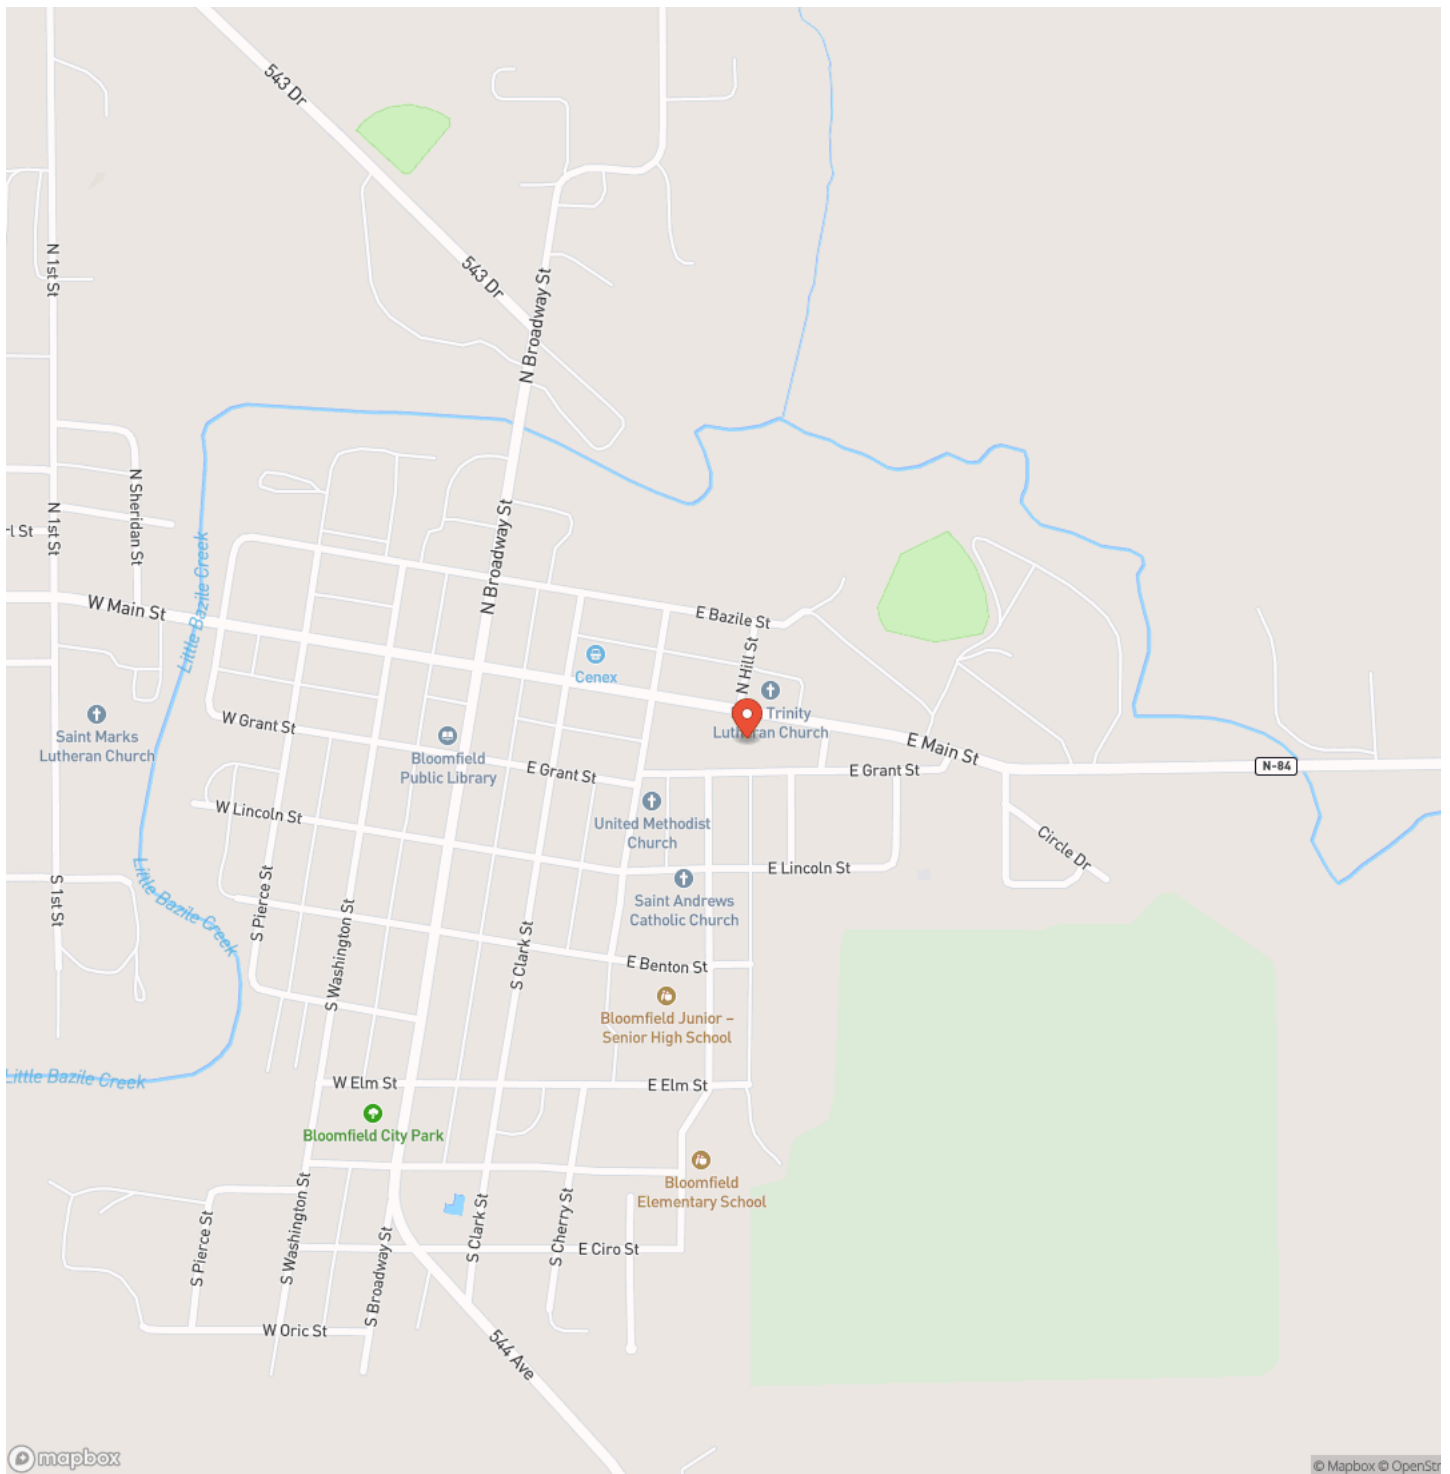 543 Dr
N 1st St
543 Dr
N Broadway St
N Sheridan St
N 1st St
rl St
N Broadway St
Little Bazile Creek
W Main St
E Bazile St
N Hill St
Cenex
Trinity
Lutheran Church
Saint Marks
Lutheran Church
W Grant St
Bloomfield
Public Library
E Grant St
E Main St
E Grant St
N-84
W Lincoln St
United Methodist
Church
Circle Dr
E Lincoln St
Little Bazile Creek
S 1st St
S Pierce St
S Washington St
S Clark St
Saint Andrews
Catholic Church
E Benton St
Bloomfield Junior –
Senior High School
Little Bazile Creek
W Elm St
E Elm St
Bloomfield City Park
Bloomfield
Elementary School
S Pierce St
S Washington St
S Broadway St
S Clark St
S Cherry St
E Ciro St
W Oric St
544 Ave
mapbox
© Mapbox © OpenStr